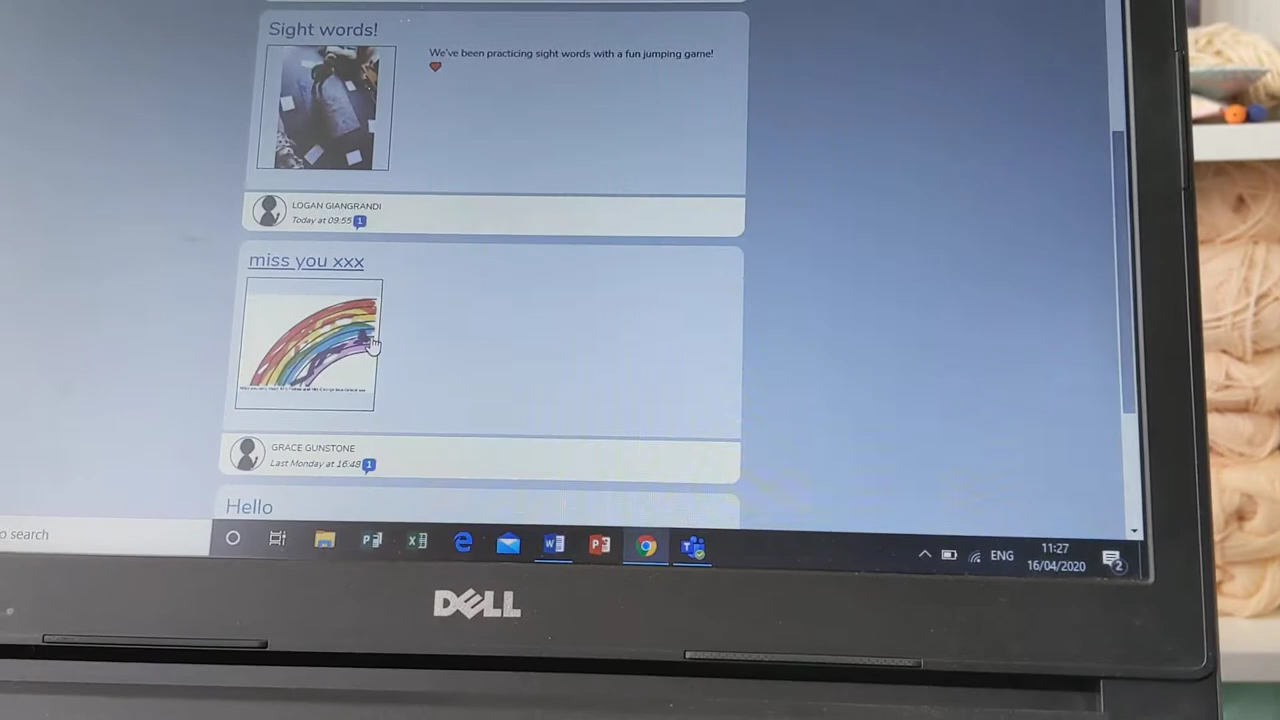 Sight words!
We've been practicing sight words with a fun jumping game!
LOGAN GIANGRANDI
Today at 09:55 1
miss you xxx
GRACE GUNSTONE
Last Monday at 16:48 1
Hello
o search
ENG
11:27
16/04/2020
2
DELL